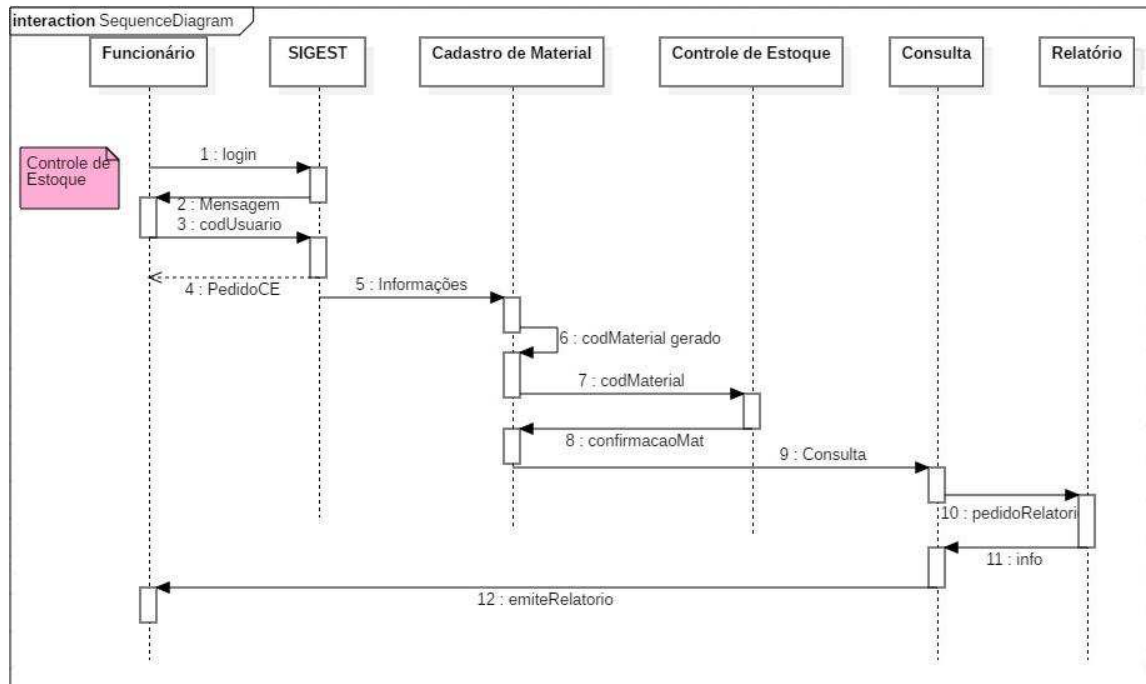 interaction SequenceDiagram
Funcionário
SIGEST
Cadastro de Material
Controle de Estoque
Consulta
Relatório
Controle de
Estoque
1 : login
2 : Mensagem
3 : codUsuario
4 : PedidoCE
5 : Informações
6 : codMaterial gerado
7 : codMaterial
8 : confirmacaoMat
9 : Consulta
10 : pedidoRelatori
11 : info
12 : emiteRelatorio